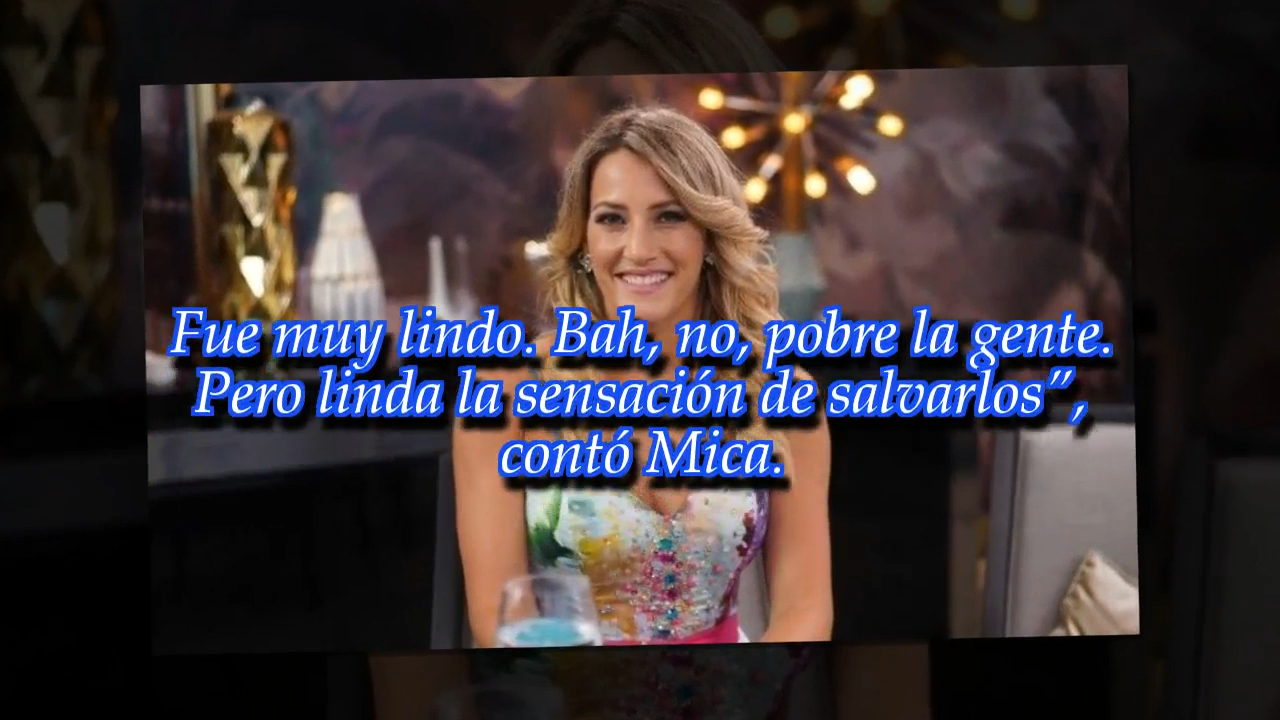 Fue muy lindo. Bah, no, pobre la gente.
Pero linda la sensación de salvarlos”,
contó Mica.